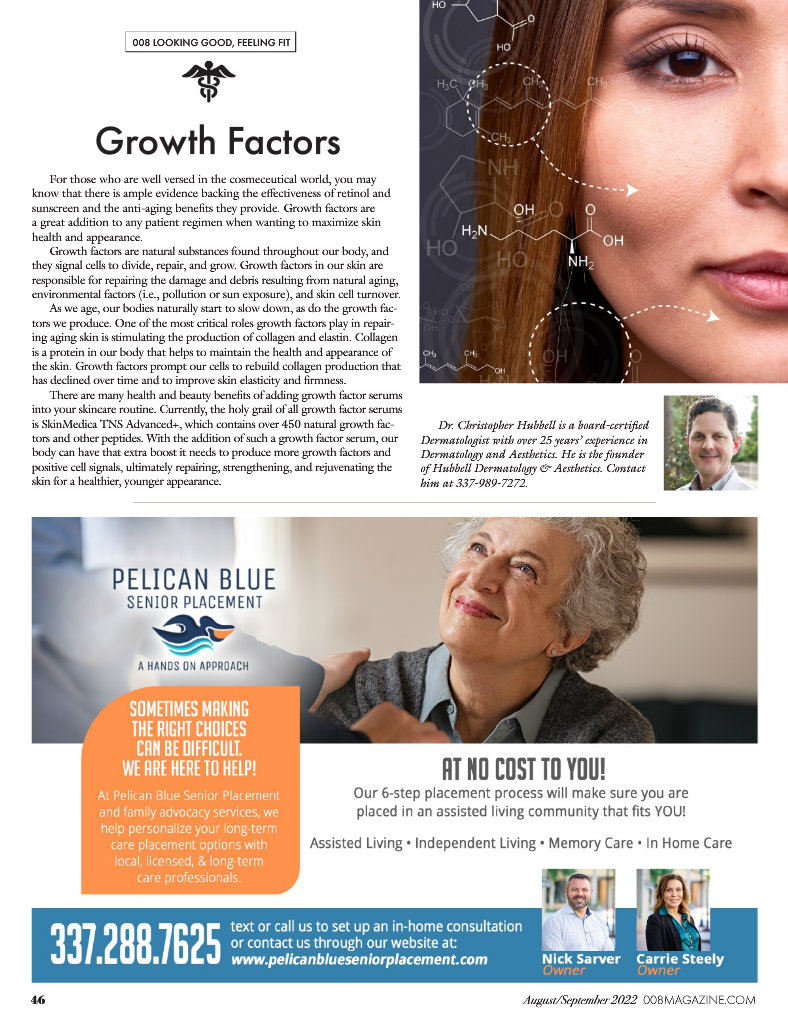 008 LOOKING GOOD, FEELING FIT
Growth Factors
For those who are well versed in the cosmeceutical world, you may
know that there is ample evidence backing the effectiveness of retinol and
sunscreen and the anti-aging benefits they provide. Growth factors are
a great addition to any patient regimen when wanting to maximize skin
health and appearance.
Growth factors are natural substances found throughout our body, and
they signal cells to divide, repair, and grow. Growth factors in our skin are
responsible for repairing the damage and debris resulting from natural aging,
environmental factors (i.e., pollution or sun exposure), and skin cell turnover.
As we age, our bodies naturally start to slow down, as do the growth fac-
tors we produce. One of the most critical roles growth factors play in repair-
ing aging skin is stimulating the production of collagen and elastin. Collagen
is a protein in our body that helps to maintain the health and appearance of
the skin. Growth factors prompt our cells to rebuild collagen production that
has declined over time and to improve skin elasticity and firmness.
There are many health and beauty benefits of adding growth factor serums
into your skincare routine. Currently, the holy grail of all growth factor serums
is SkinMedica TNS Advanced+, which contains over 450 natural growth fac-
tors and other peptides. With the addition of such a growth factor serum, our
body can have that extra boost it needs to produce more growth factors and
positive cell signals, ultimately repairing, strengthening, and rejuvenating the
skin for a healthier, younger appearance.
HO
O
HO
H₃C CH₃ CH₃ CH₃
CH₃
NH
OH O O
H₂N
OH
HO HO
NH₂
OH
HO
OH
CH₃ CH₃
OH
OH O
Dr. Christopher Hubbell is a board-certified
Dermatologist with over 25 years' experience in
Dermatology and Aesthetics. He is the founder
of Hubbell Dermatology & Aesthetics. Contact
him at 337-989-7272.
PELICAN BLUE
SENIOR PLACEMENT
A HANDS ON APPROACH
SOMETIMES MAKING
THE RIGHT CHOICES
CAN BE DIFFICULT.
WE ARE HERE TO HELP!
At Pelican Blue Senior Placement
and family advocacy services, we
help personalize your long-term
care placement options with
local, licensed, & long-term
care professionals.
AT NO COST TO YOU!
Our 6-step placement process will make sure you are
placed in an assisted living community that fits YOU!
Assisted Living • Independent Living • Memory Care • In Home Care
337.288.7625
text or call us to set up an in-home consultation
or contact us through our website at:
www.pelicanblueseniorplacement.com
Nick Sarver
Owner
Carrie Steely
Owner
46
August/September 2022 008MAGAZINE.COM